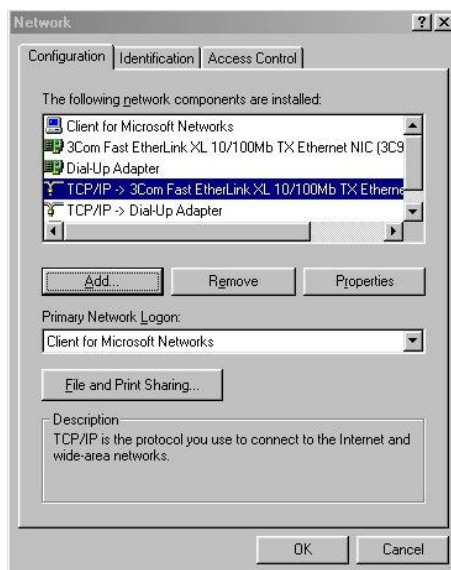 Network
Configuration Identification Access Control
The following network components are installed:
Client for Microsoft Networks
3Com Fast EtherLink XL 10/100Mb TX Ethernet NIC (3C9
Dial-Up Adapter
TCP/IP -> 3Com Fast EtherLink XL 10/100Mb TX Etherne
TCP/IP -> Dial-Up Adapter
Add... Remove Properties
Primary Network Logon:
Client for Microsoft Networks
File and Print Sharing...
Description
TCP/IP is the protocol you use to connect to the Internet and
wide-area networks.
OK Cancel